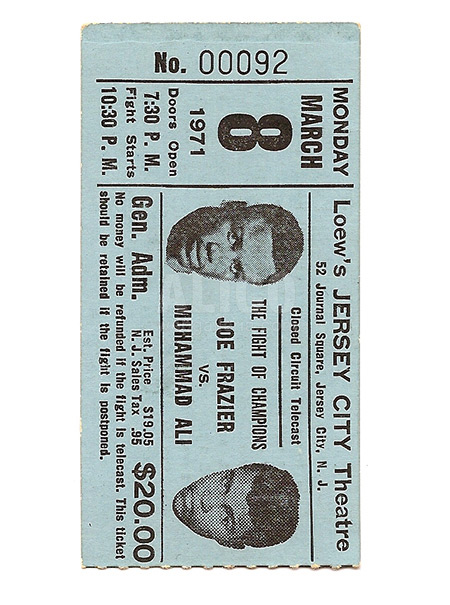 No. 00092
MONDAY
MARCH
8
1971
Doors Open
7:30 P. M.
Fight Starts
10:30 P. M.
Loew's JERSEY CITY Theatre
52 Journal Square, Jersey City, N. J.
Closed Circuit Telecast
THE FIGHT OF CHAMPIONS
JOE FRAZIER
vs.
MUHAMMAD ALI
Gen. Adm.
Est. Price $19.05
N. J. Sales Tax .95
$20.00
No money will be refunded if the fight is telecast. This ticket
should be retained if the fight is postponed.